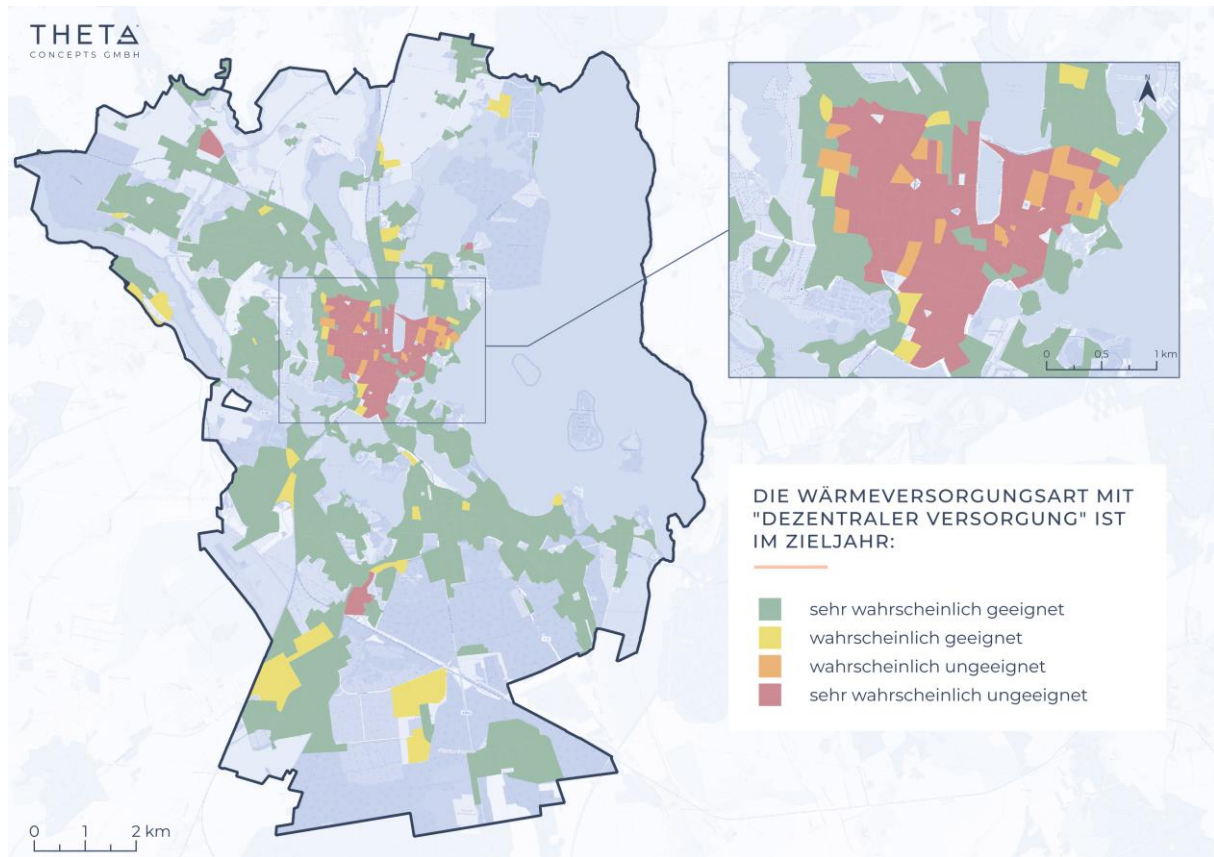 THETA
CONCEPTS GMBH
N
0 0,5 1 km
DIE WÄRMEVERSORGUNGSART MIT
"DEZENTRALER VERSORGUNG" IST
IM ZIELJAHR:
sehr wahrscheinlich geeignet
wahrscheinlich geeignet
wahrscheinlich ungeeignet
sehr wahrscheinlich ungeeignet
0 1 2 km